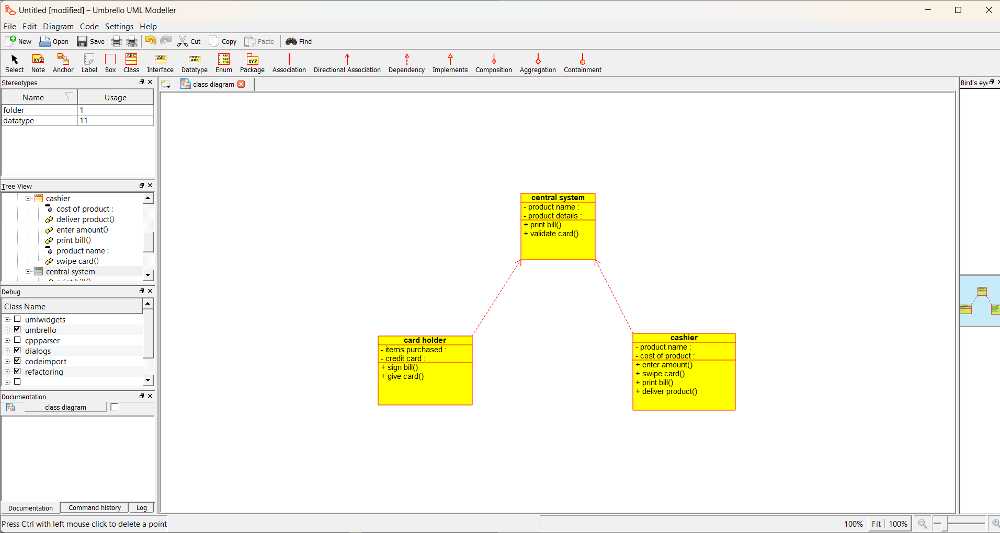 Untitled [modified] – Umbrello UML Modeller
File Edit Diagram Code Settings Help
New Open Save Cut Copy Paste Find
Select Note Anchor Label Box Class Interface Datatype Enum Package Association Directional Association Dependency Implements Composition Aggregation Containment
Stereotypes
Name Usage
folder 1
datatype 11
Tree View
cashier
cost of product :
deliver product()
enter amount()
print bill()
product name :
swipe card()
central system
print bill()
Debug
Class Name
umlwidgets
umbrello
cppparser
dialogs
codeimport
refactoring
Documentation
class diagram
Documentation Command history Log
class diagram
central system
- product name :
- product details :
+ print bill()
+ validate card()
card holder
- items purchased :
- credit card :
+ sign bill()
+ give card()
cashier
- product name :
- cost of product :
+ enter amount()
+ swipe card()
+ print bill()
+ deliver product()
Bird's eye
Press Ctrl with left mouse click to delete a point
100% Fit 100%